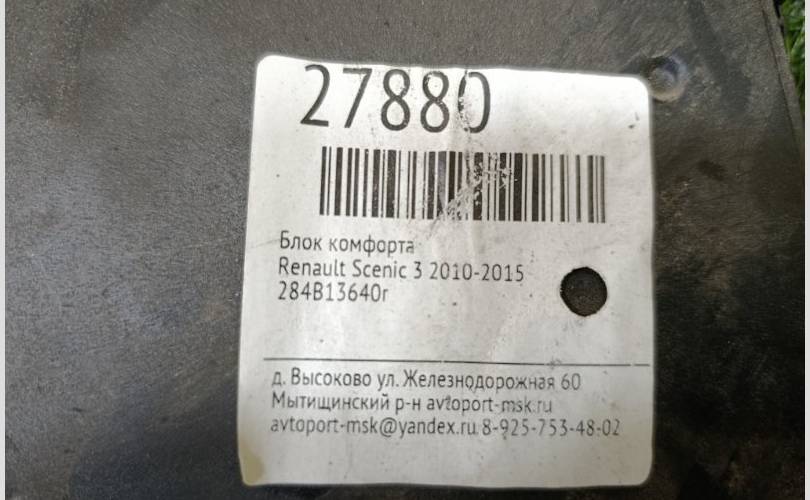 27880
Блок комфорта
Renault Scenic 3 2010-2015
284B13640r
д. Высоково ул. Железнодорожная 60
Мытищинский р-н avtoport-msk.ru
avtoport-msk@yandex.ru 8-925-753-48-02